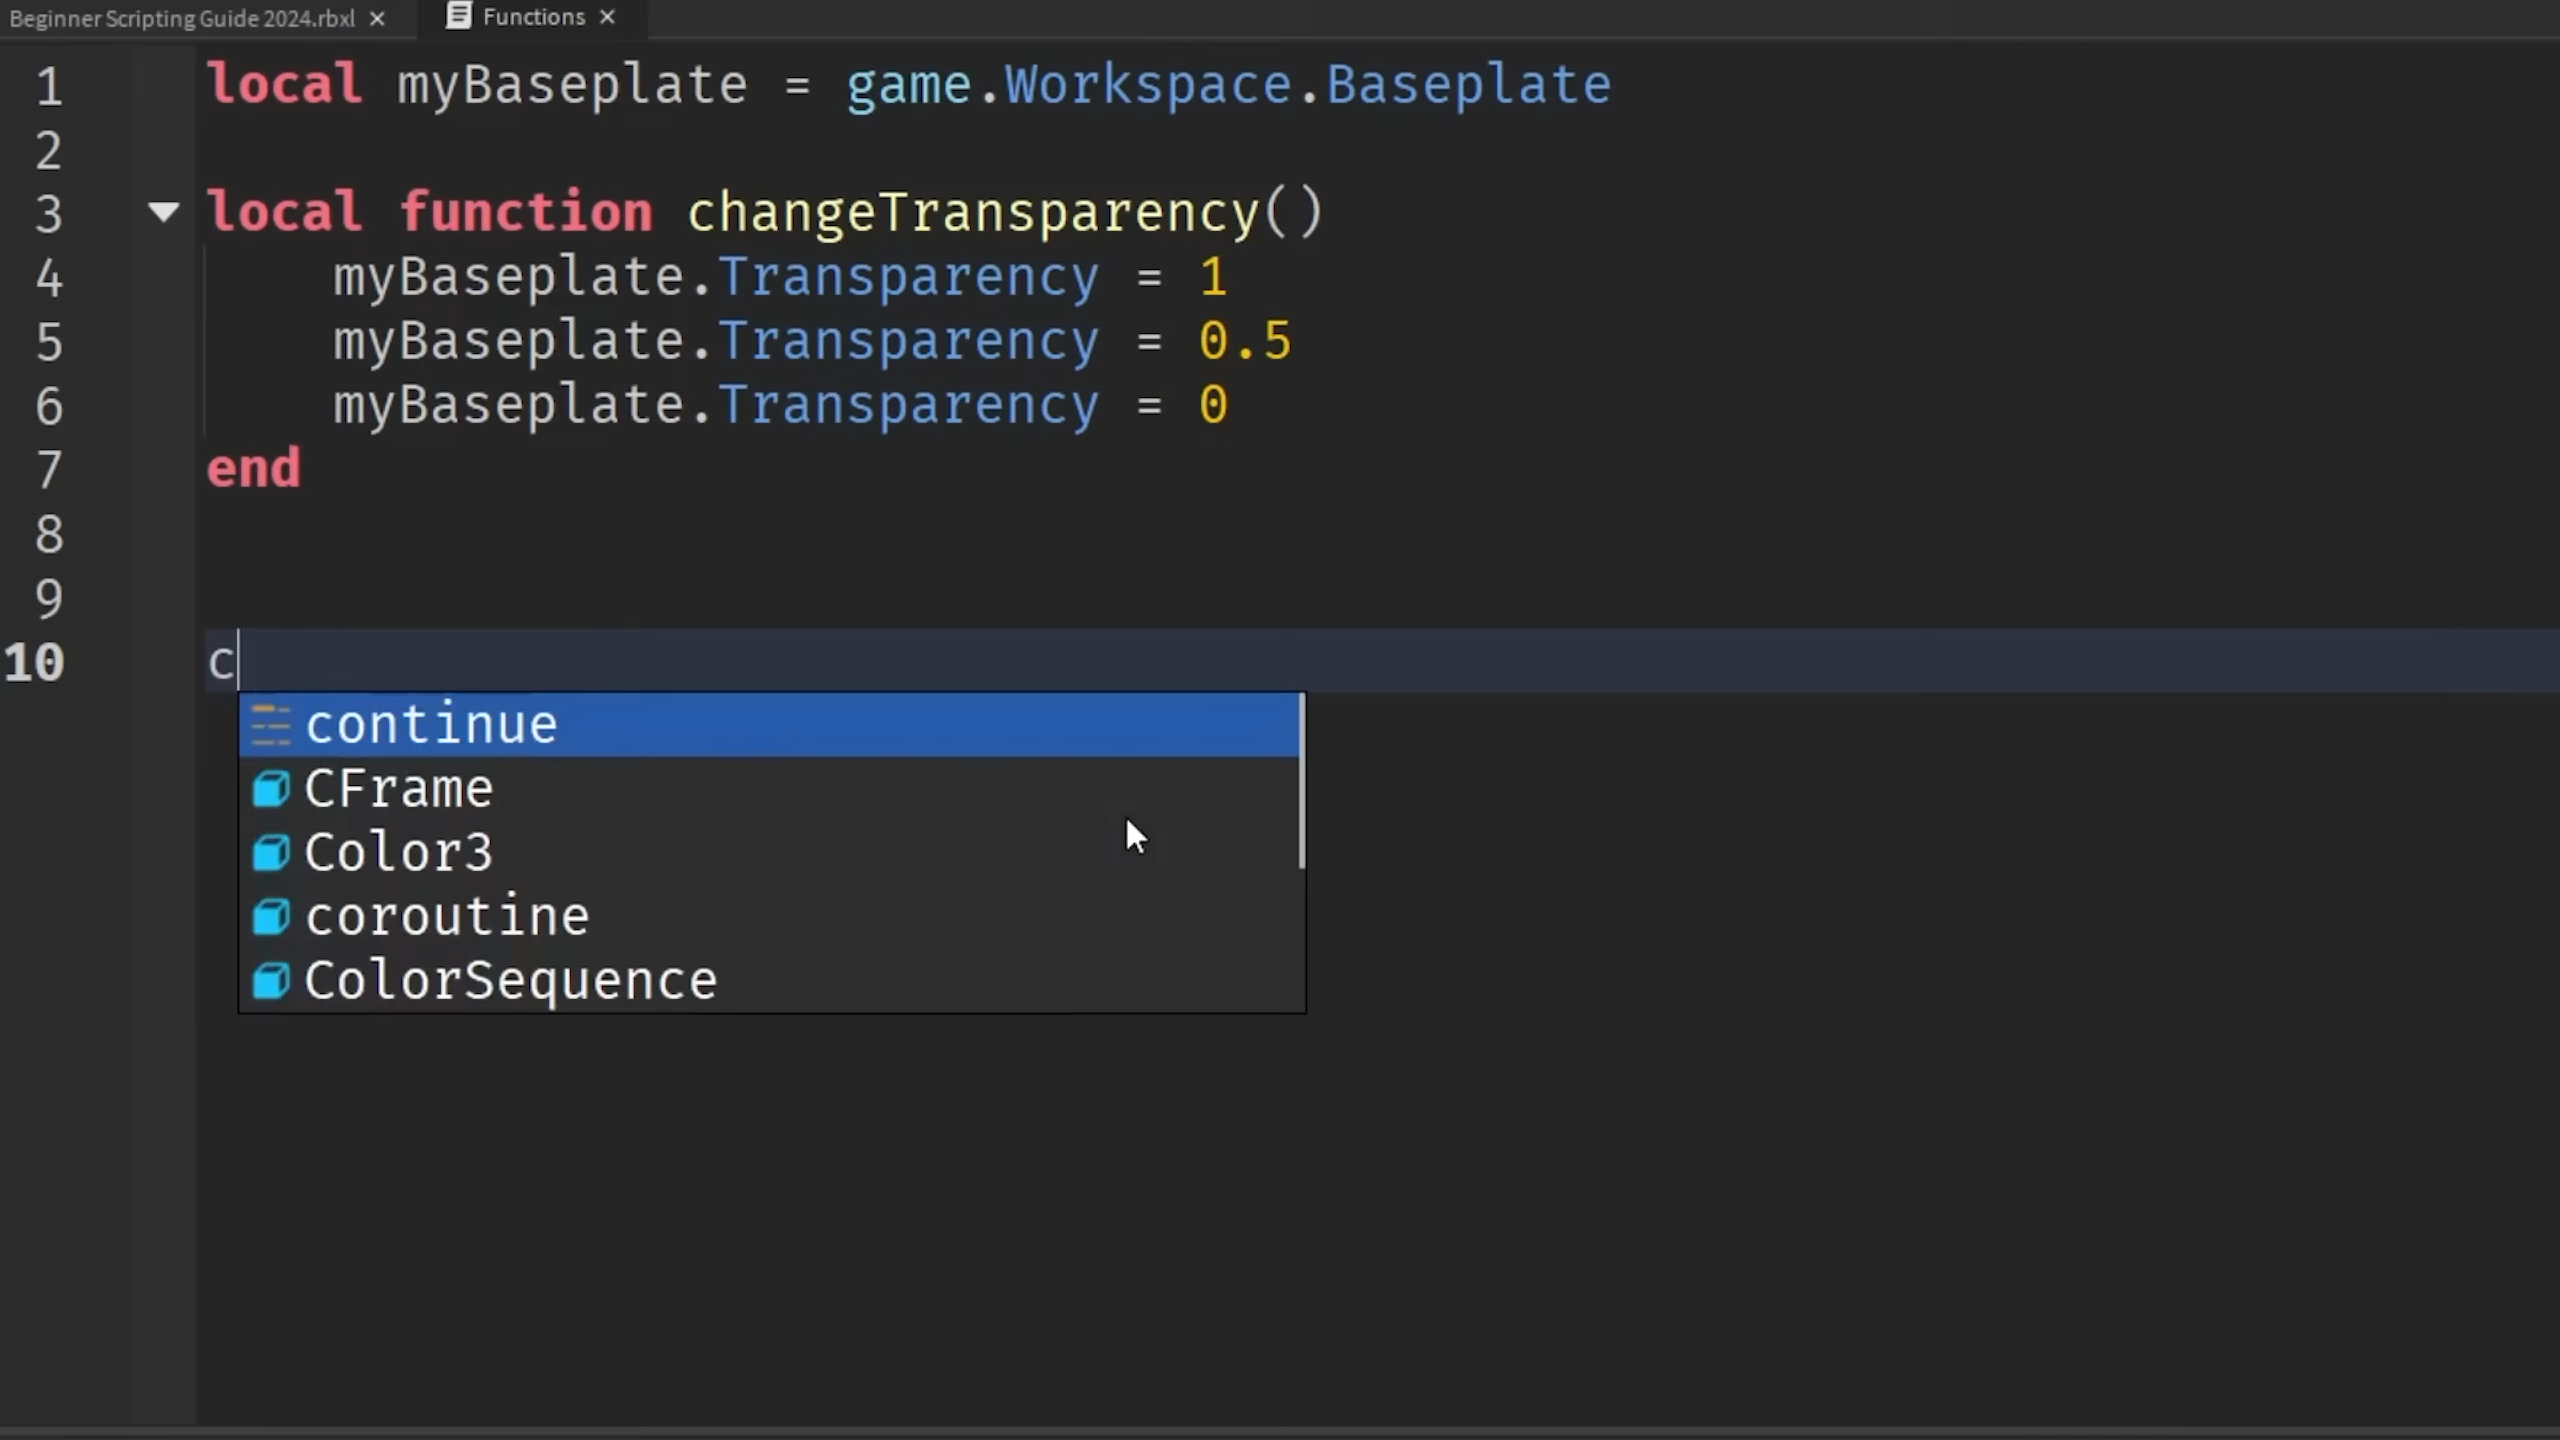 Beginner Scripting Guide 2024.rbxl × Functions ×
1 local myBaseplate = game.Workspace.Baseplate
2
3 local function changeTransparency()
4 myBaseplate.Transparency = 1
5 myBaseplate.Transparency = 0.5
6 myBaseplate.Transparency = 0
7 end
8
9
10 c
continue
CFrame
Color3
coroutine
ColorSequence